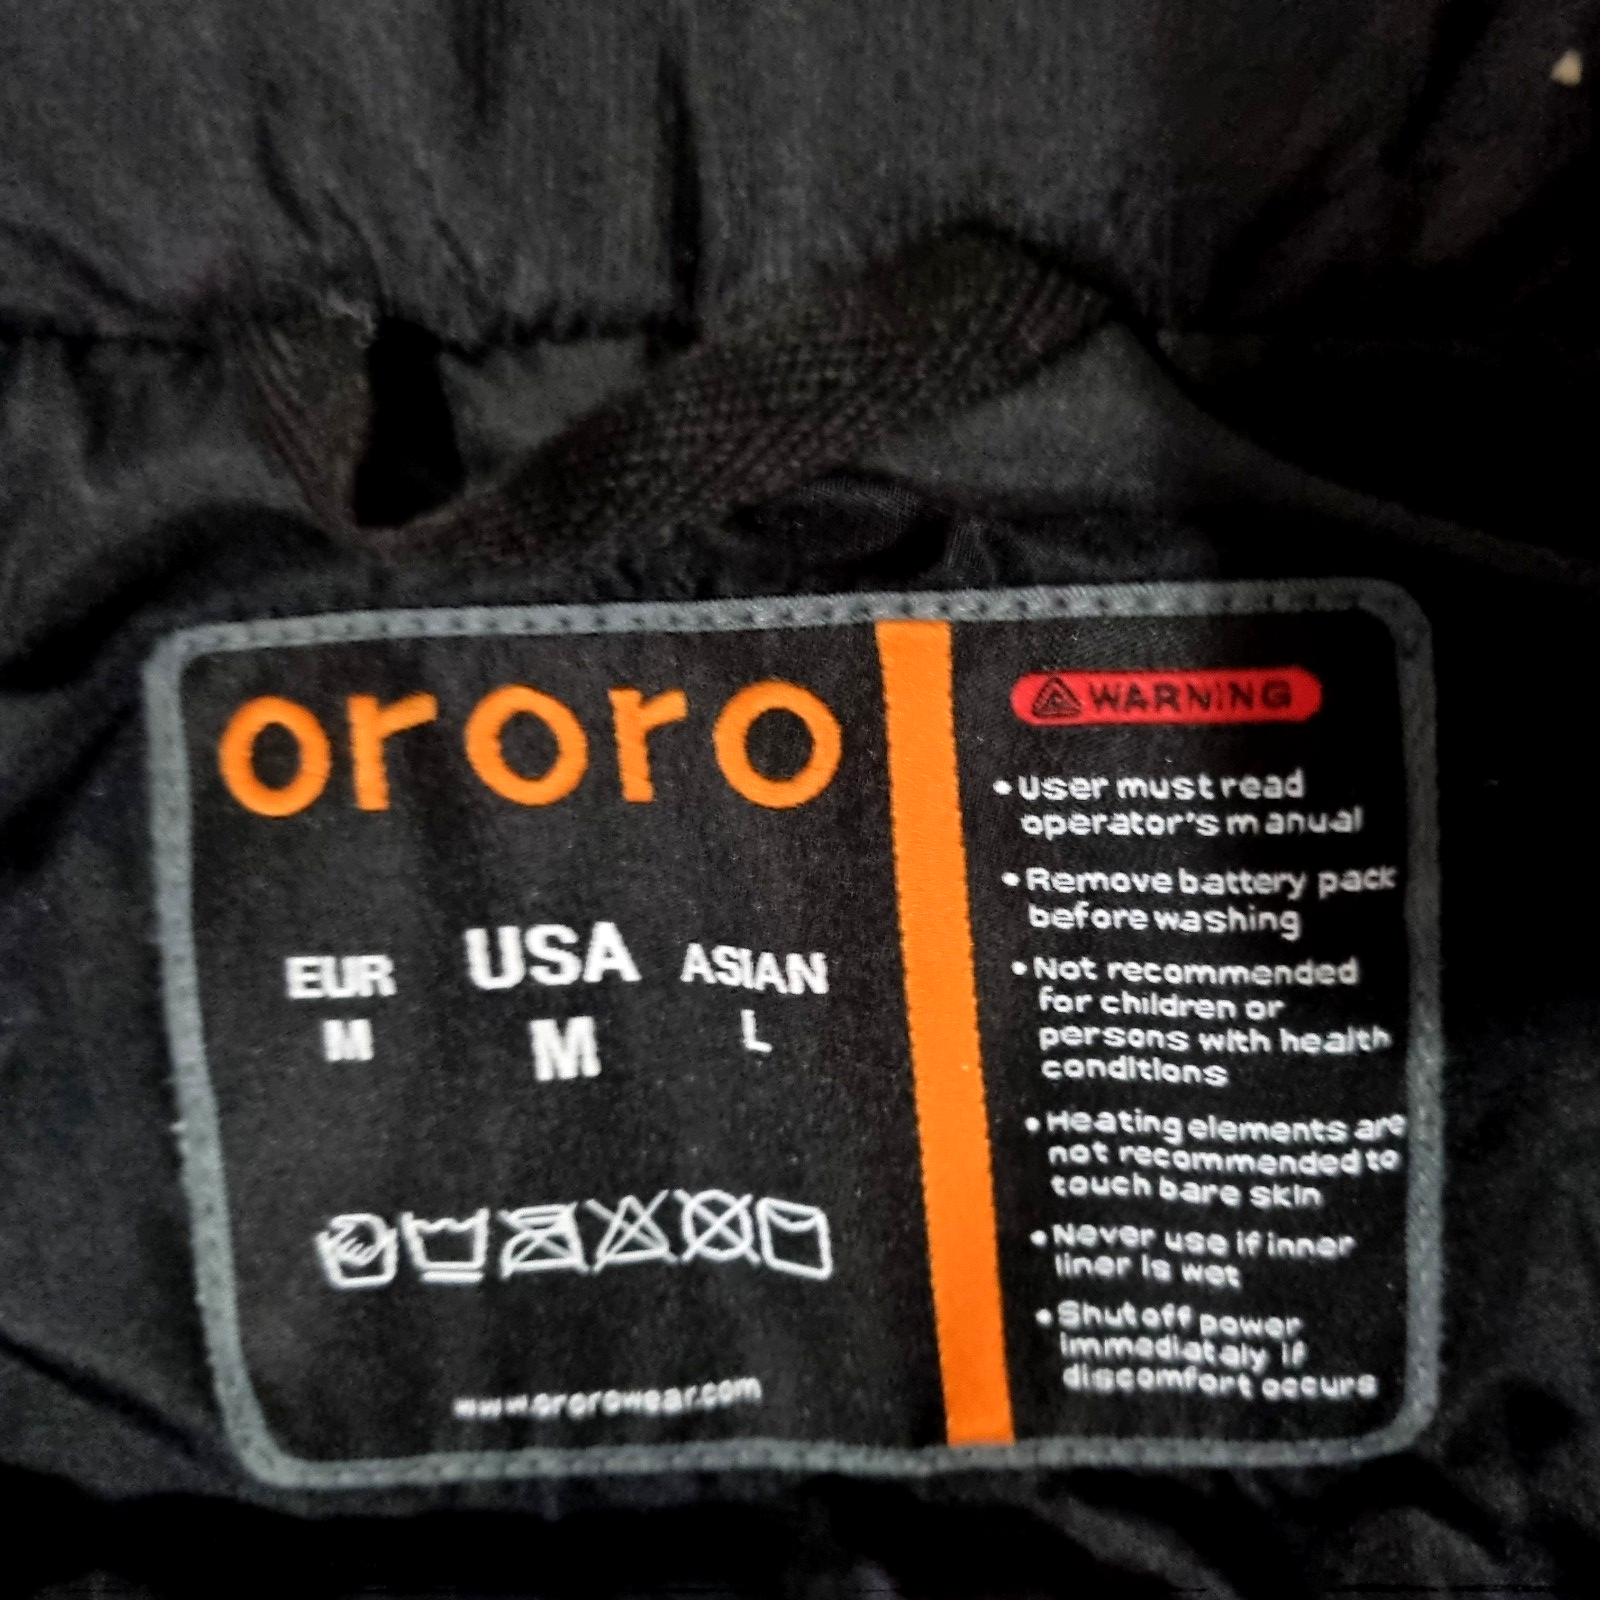 ororo
EUR USA ASIAN
M M L
www.ororowear.com
WARNING
• User must read
operator's manual
• Remove battery pack
before washing
• Not recommended
for children or
persons with health
conditions
• Heating elements are
not recommended to
touch bare skin
• Never use if inner
liner is wet
• Shut off power
immediataly if
discomfort occurs